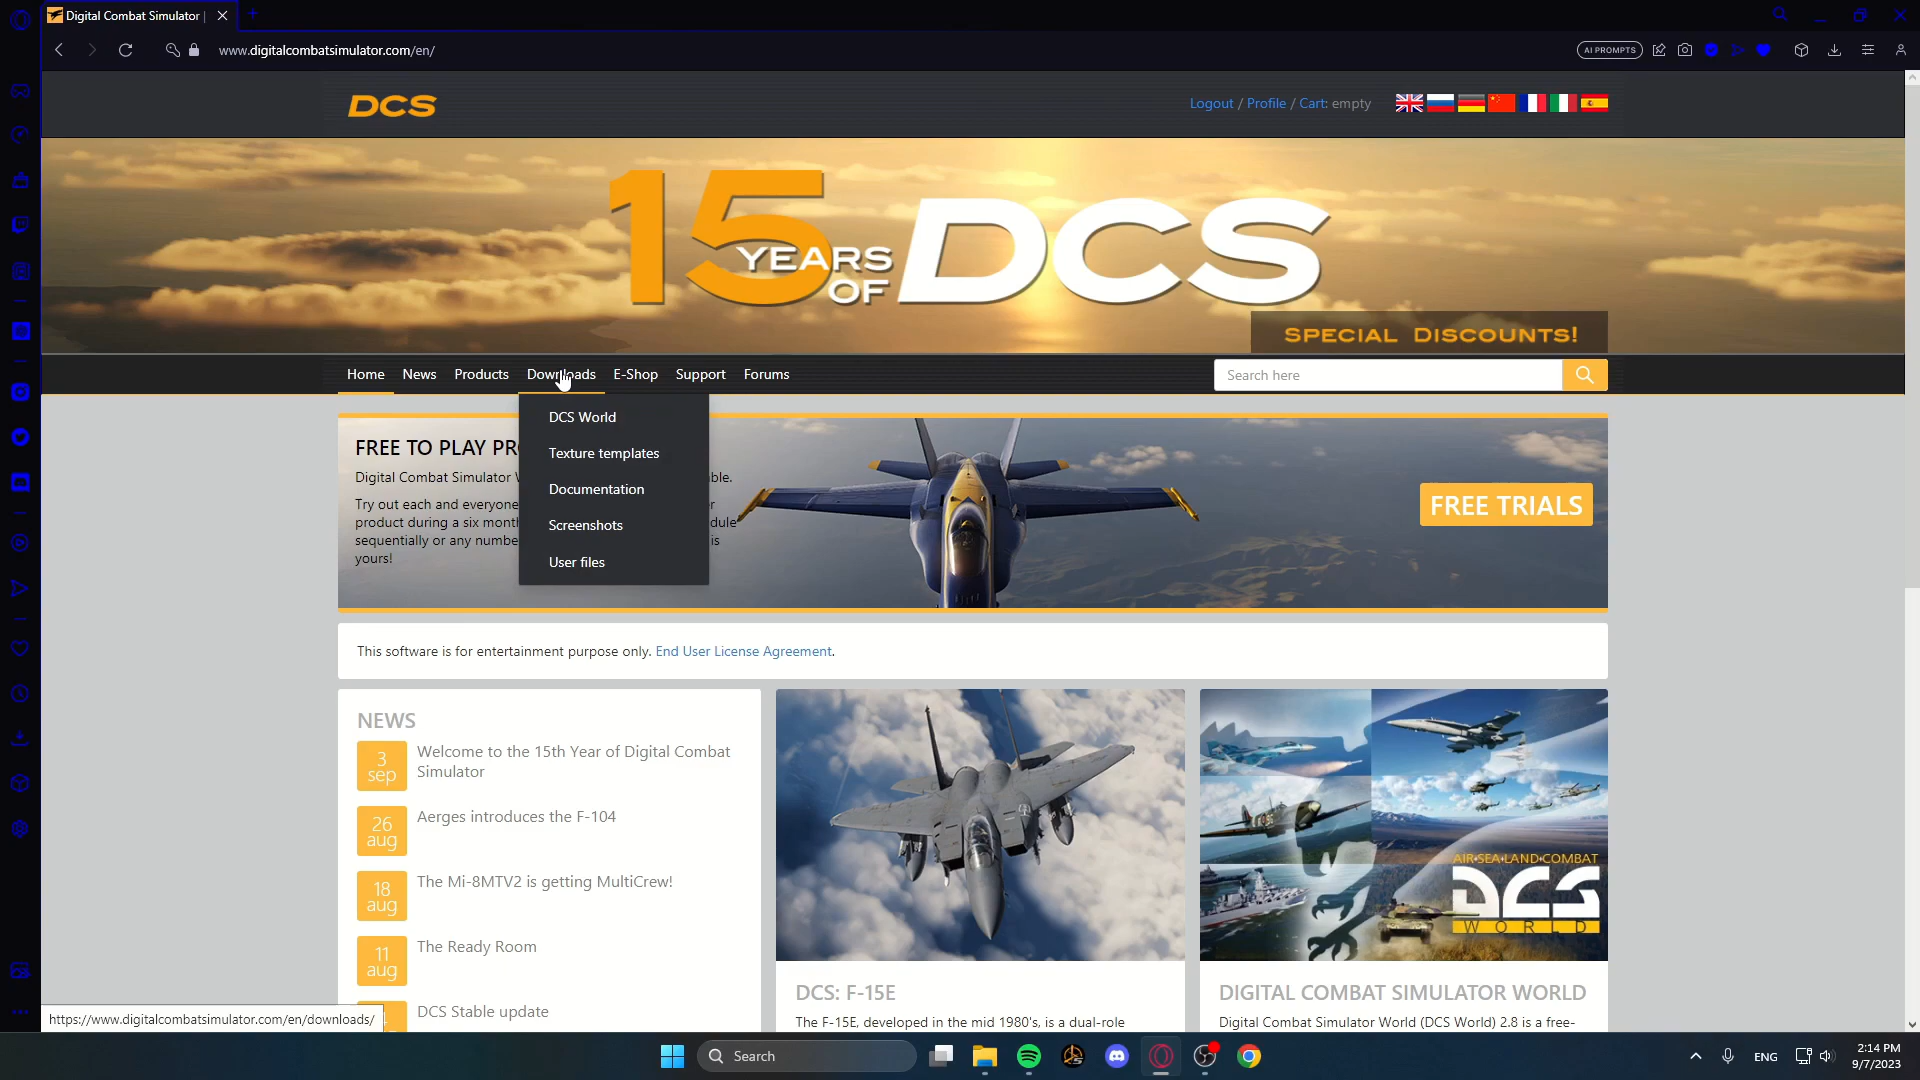 Digital Combat Simulator |
www.digitalcombatsimulator.com/en/
AI PROMPTS
DCS
Logout / Profile / Cart: empty
15 YEARS OF DCS
SPECIAL DISCOUNTS!
Home News Products Downloads E-Shop Support Forums
Search here
DCS World
Texture templates
Documentation
Screenshots
User files
FREE TO PLAY PR
Digital Combat Simulator W ble.
Try out each and everyone r
product during a six month dule
sequentially or any numbe is
yours!
FREE TRIALS
This software is for entertainment purpose only. End User License Agreement.
NEWS
3 sep
Welcome to the 15th Year of Digital Combat
Simulator
26 aug
Aerges introduces the F-104
18 aug
The Mi-8MTV2 is getting MultiCrew!
11 aug
The Ready Room
DCS Stable update
AIR·SEA·LAND·COMBAT
DCS
WORLD
DCS: F-15E
The F-15E, developed in the mid 1980's, is a dual-role
DIGITAL COMBAT SIMULATOR WORLD
Digital Combat Simulator World (DCS World) 2.8 is a free-
https://www.digitalcombatsimulator.com/en/downloads/
Search
ENG
2:14 PM
9/7/2023